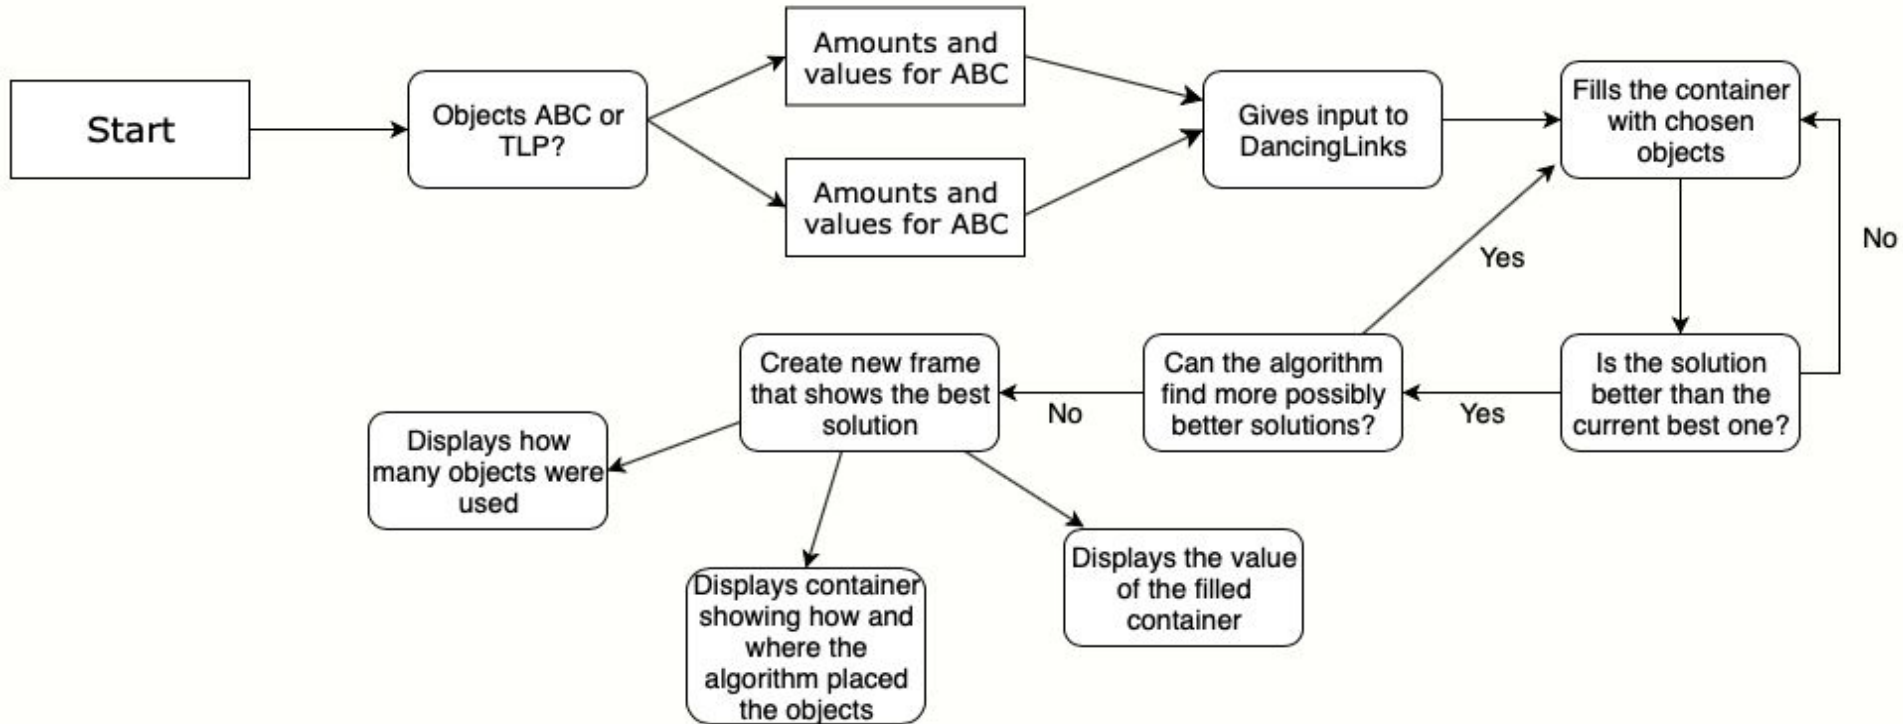 Start
Objects ABC or
TLP?
Amounts and
values for ABC
Amounts and
values for ABC
Gives input to
DancingLinks
Fills the container
with chosen
objects
No
Yes
Is the solution
better than the
current best one?
Yes
Can the algorithm
find more possibly
better solutions?
No
Create new frame
that shows the best
solution
Displays how
many objects were
used
Displays container
showing how and
where the
algorithm placed
the objects
Displays the value
of the filled
container